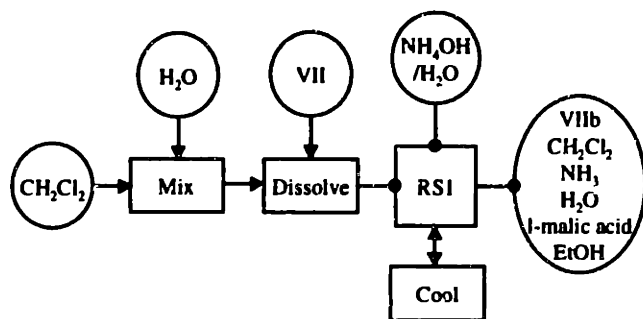 NH₄OH
/H₂O
H₂O
VII
CH₂Cl₂
Mix
Dissolve
RS1
VIIb
CH₂Cl₂
NH₃
H₂O
l-malic acid
EtOH
Cool